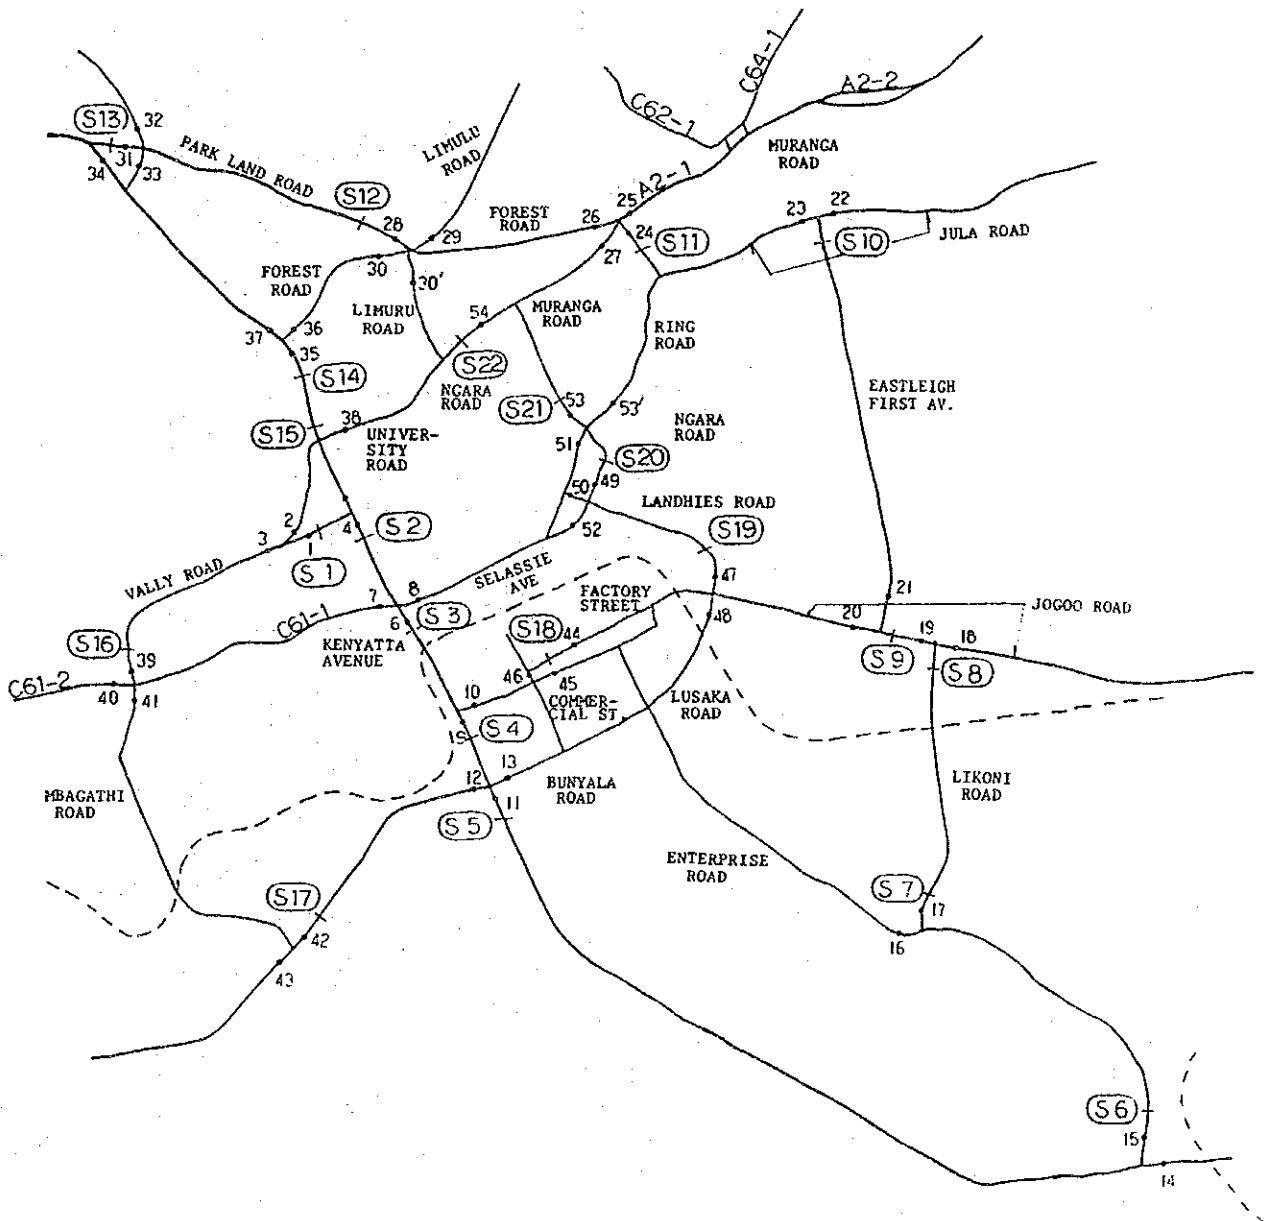 C64-1
C62-1
A2-2
S13
32
31
34
33
PARK LAND ROAD
LIMULU
ROAD
MURANGA
ROAD
A2-1
S12
28
29
FOREST
ROAD
26
25
24
27
S11
23
22
S10
JULA ROAD
30
30'
FOREST
ROAD
LIMURU
ROAD
54
MURANGA
ROAD
RING
ROAD
37
36
35
S14
S22
NGARA
ROAD
EASTLEIGH
FIRST AV.
S21
53
53'
NGARA
ROAD
S15
38
UNIVER-
SITY
ROAD
51
S20
49
50
LANDHIES ROAD
52
S19
2
3
4
S2
S1
VALLY ROAD
SELASSIE
AVE
47
48
FACTORY
STREET
7
8
C61-1
6
S3
KENYATTA
AVENUE
S18
44
46
45
COMMER-
CIAL ST.
21
JOGOO ROAD
20
19
18
S9
S8
S16
39
C61-2
40
41
10
S4
LUSAKA
ROAD
MBAGATHI
ROAD
12
13
11
S5
BUNYALA
ROAD
LIKONI
ROAD
ENTERPRISE
ROAD
S7
17
16
S17
42
43
S6
15
14